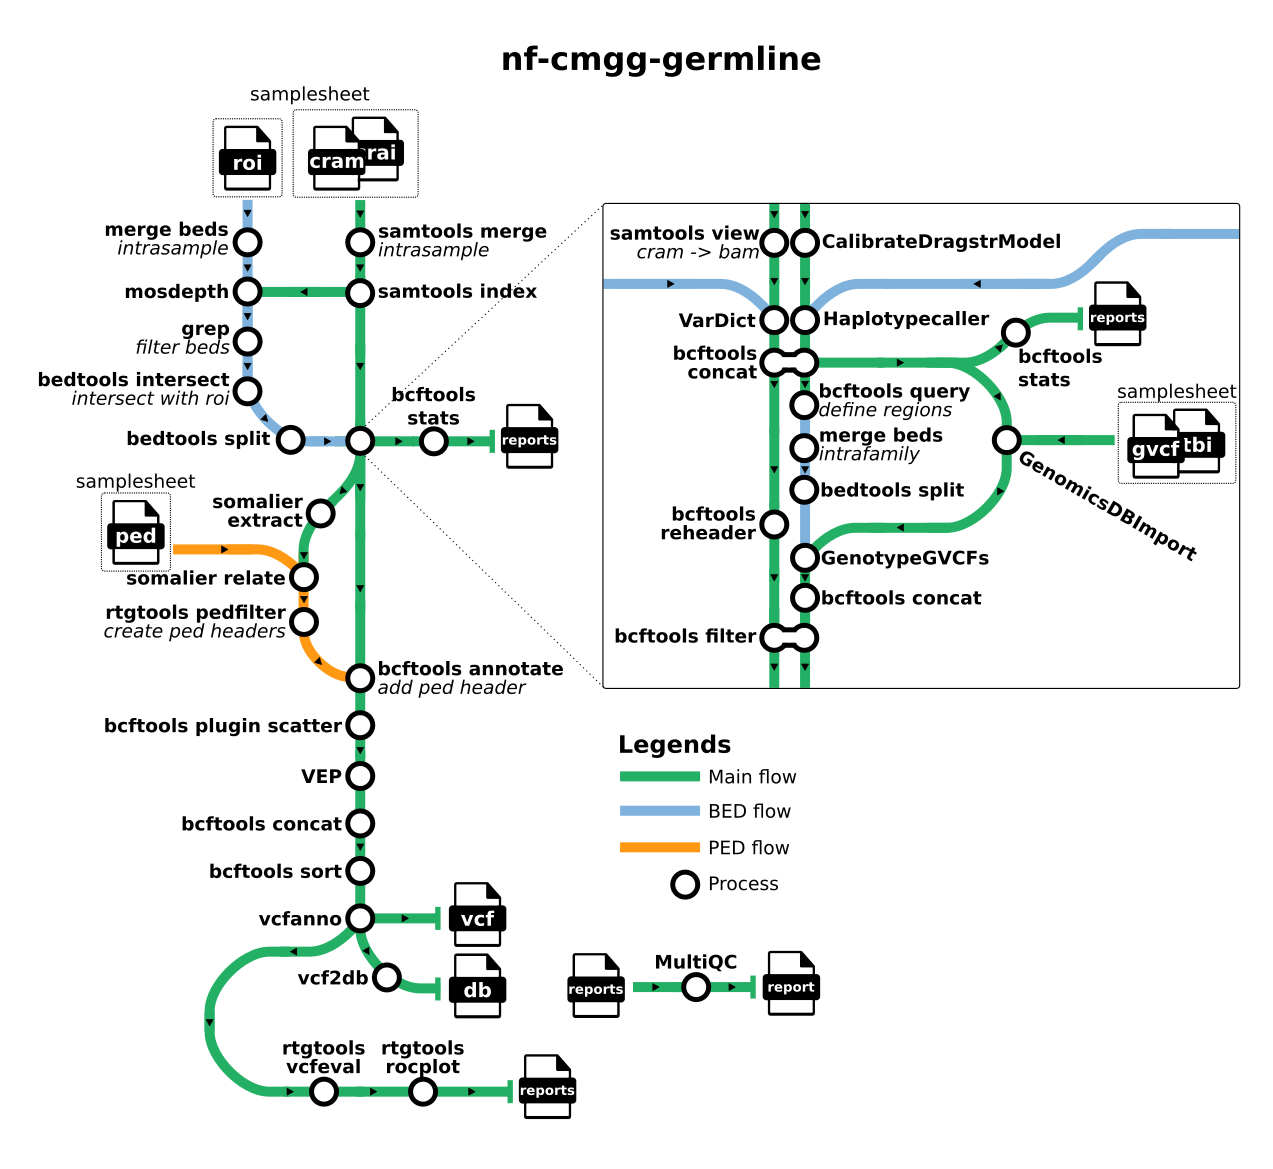 nf-cmgg-germline
samplesheet
roi
cram
crai
merge beds
intrasample
samtools merge
intrasample
mosdepth
samtools index
grep
filter beds
bedtools intersect
intersect with roi
bedtools split
bcftools
stats
reports
samplesheet
ped
somalier
extract
somalier relate
rtgtools pedfilter
create ped headers
bcftools annotate
add ped header
bcftools plugin scatter
VEP
bcftools concat
bcftools sort
vcfanno
vcf
vcf2db
db
rtgtools
vcfeval
rtgtools
rocplot
reports
samtools view
cram -> bam
CalibrateDragstrModel
VarDict
Haplotypecaller
reports
bcftools
concat
bcftools
stats
bcftools query
define regions
samplesheet
gvcf
tbi
merge beds
intrafamily
GenomicsDBImport
bedtools split
bcftools
reheader
GenotypeGVCFs
bcftools concat
bcftools filter
Legends
Main flow
BED flow
PED flow
Process
MultiQC
reports
report